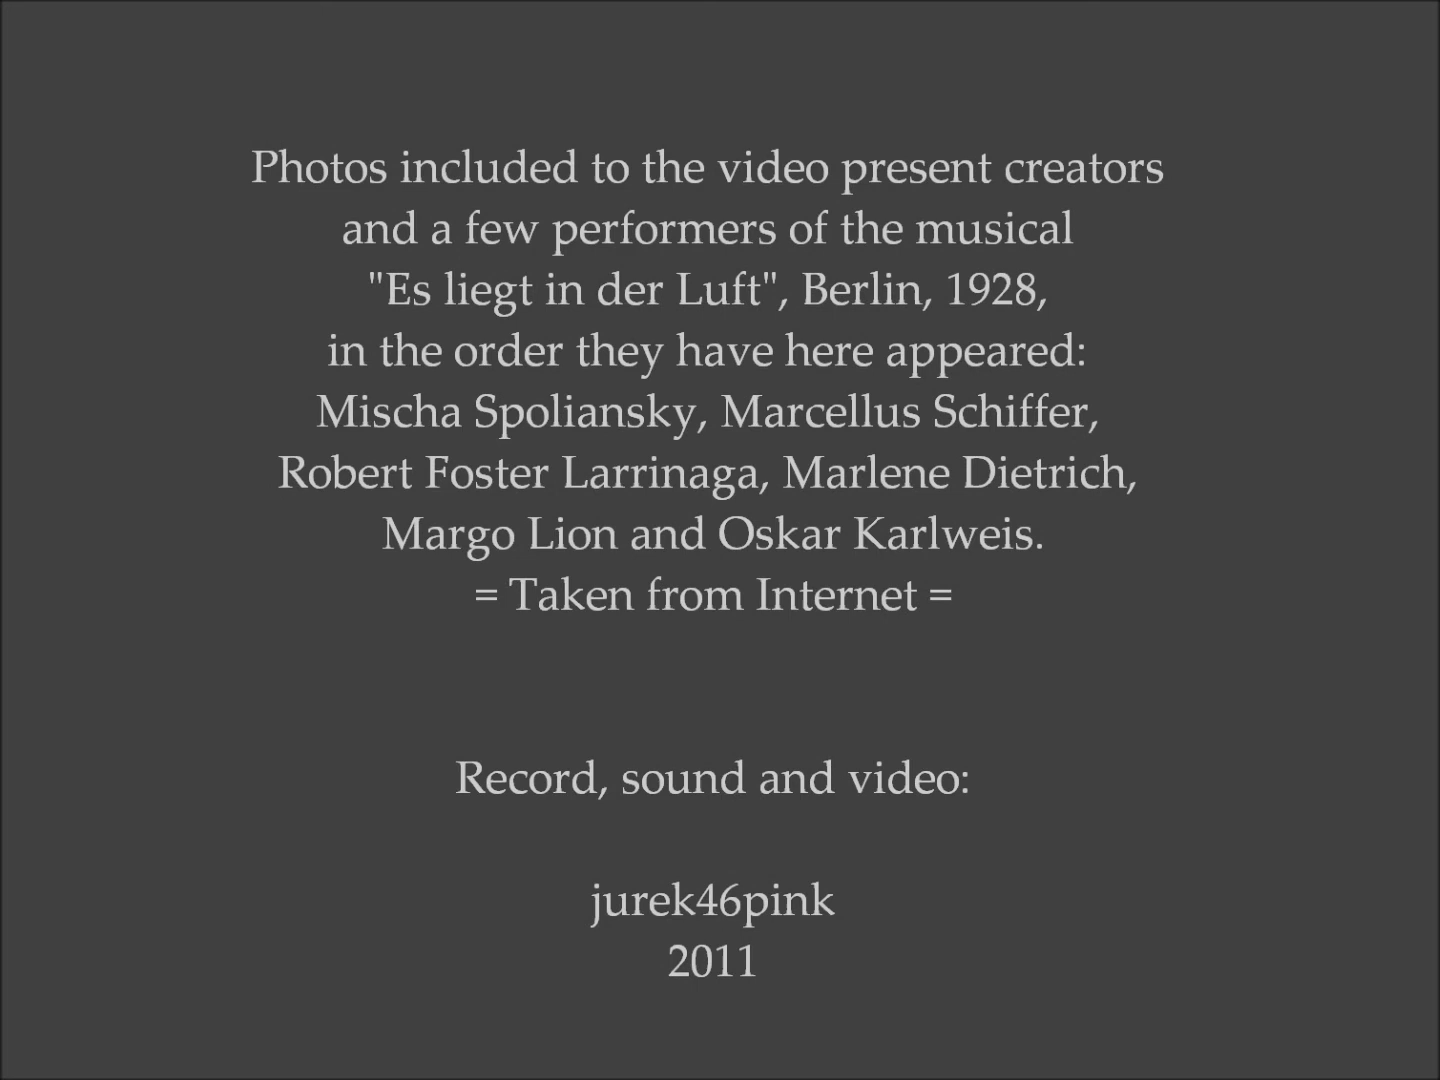 Photos included to the video present creators
and a few performers of the musical
"Es liegt in der Luft", Berlin, 1928,
in the order they have here appeared:
Mischa Spoliansky, Marcellus Schiffer,
Robert Foster Larrinaga, Marlene Dietrich,
Margo Lion and Oskar Karlweis.
= Taken from Internet =
Record, sound and video:
jurek46pink
2011